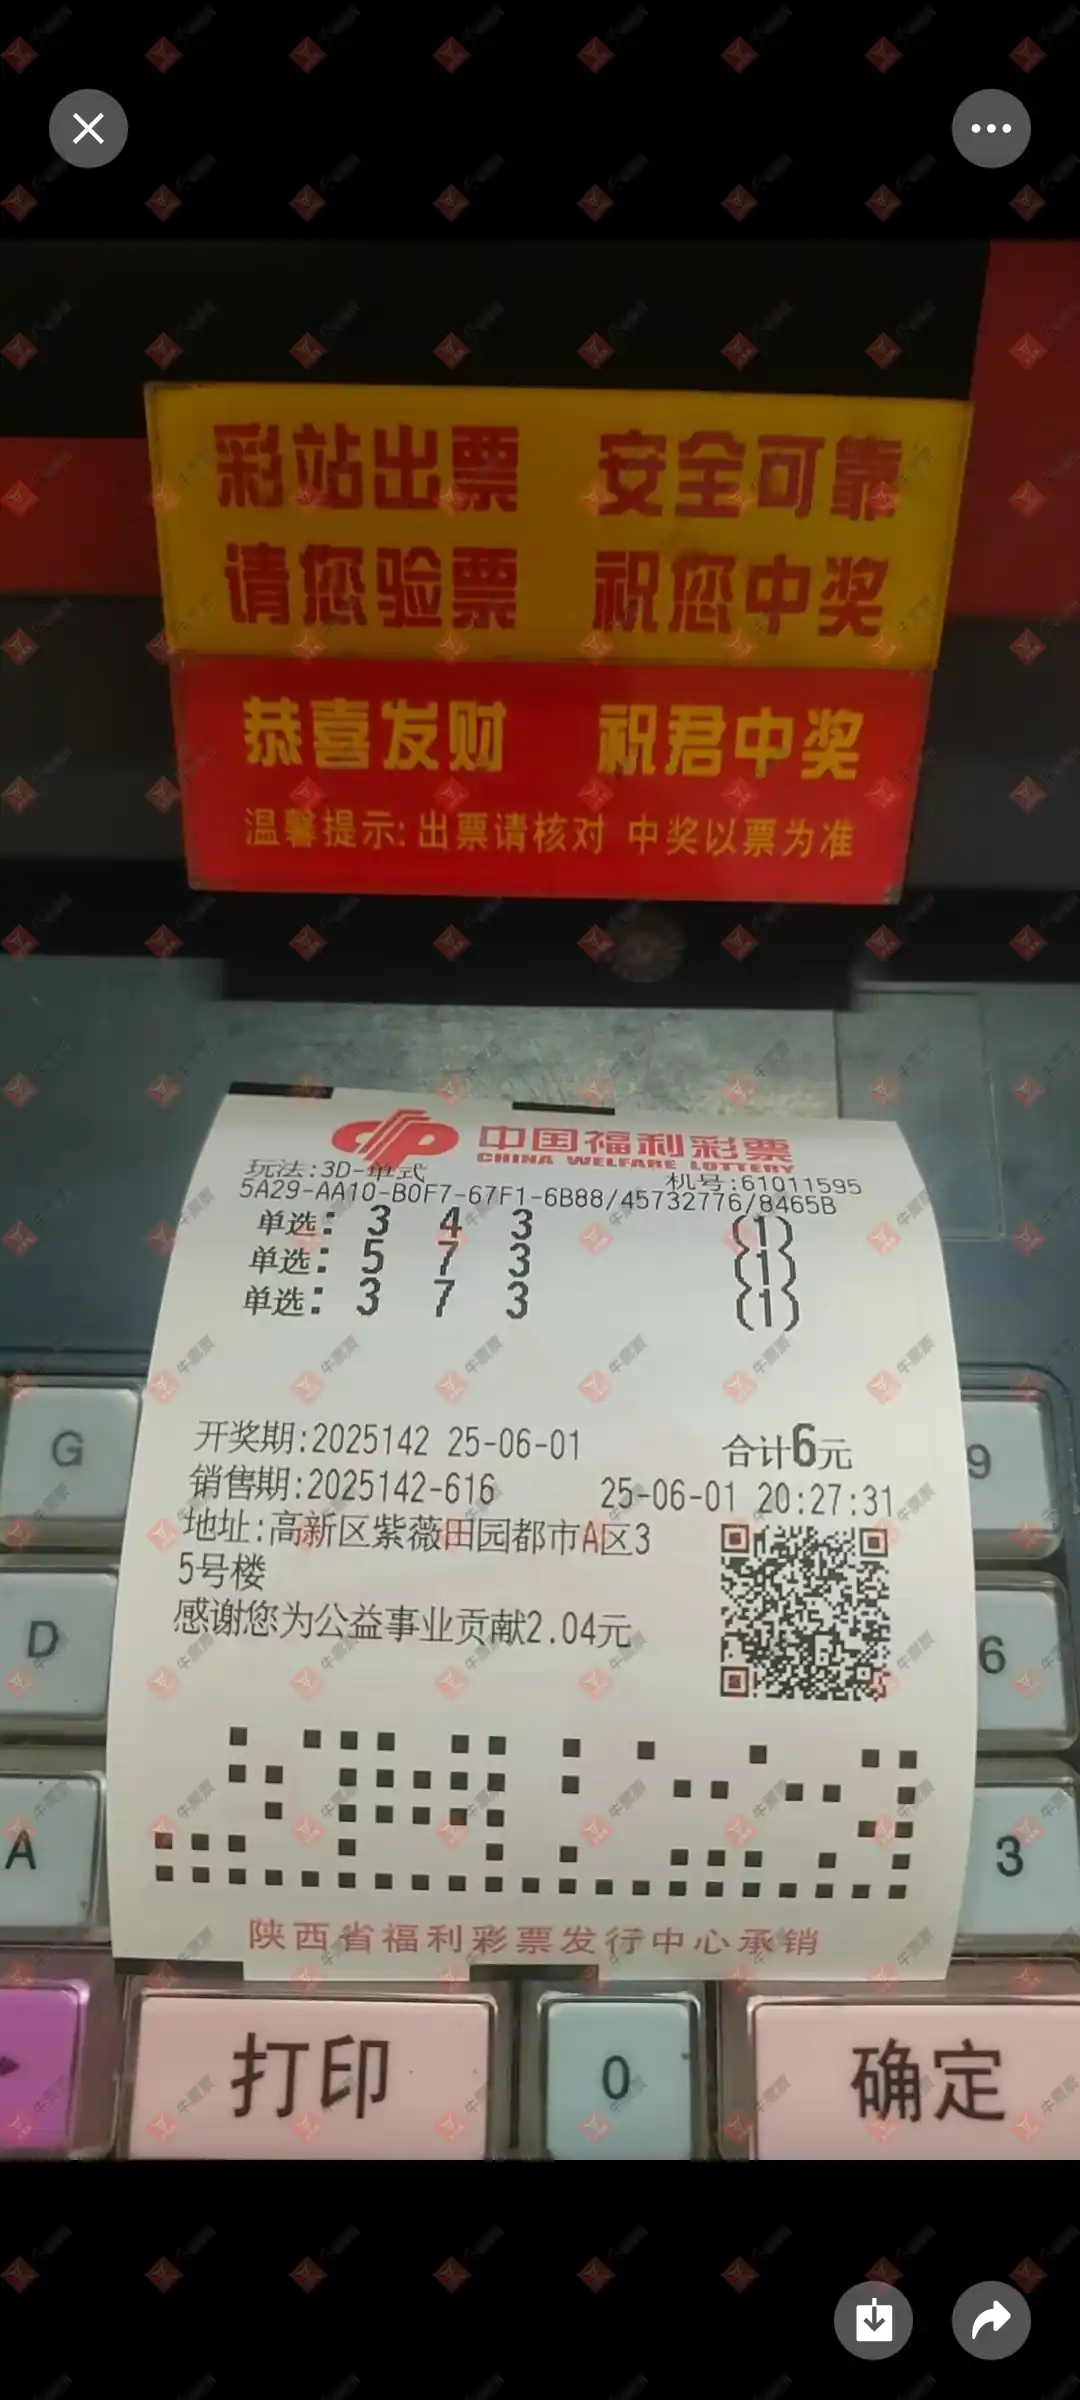 彩站出票 安全可靠
请您验票 祝您中奖
恭喜发财 祝君中奖
温馨提示: 出票请核对 中奖以票为准
中国福利彩票
CHINA WELFARE LOTTERY
玩法:3D-单式 机号:61011595
5A29-AA10-B0F7-67F1-6B88/45732776/8465B
单选: 3 4 3 (1)
单选: 5 7 3 (1)
单选: 3 7 3 (1)
开奖期:2025142 25-06-01 合计6元
销售期:2025142-616 25-06-01 20:27:31
地址:高新区紫薇田园都市A区3
5号楼
感谢您为公益事业贡献2.04元
陕西省福利彩票发行中心承销
G
9
D
6
A
3
打印
0
确定
牛票票